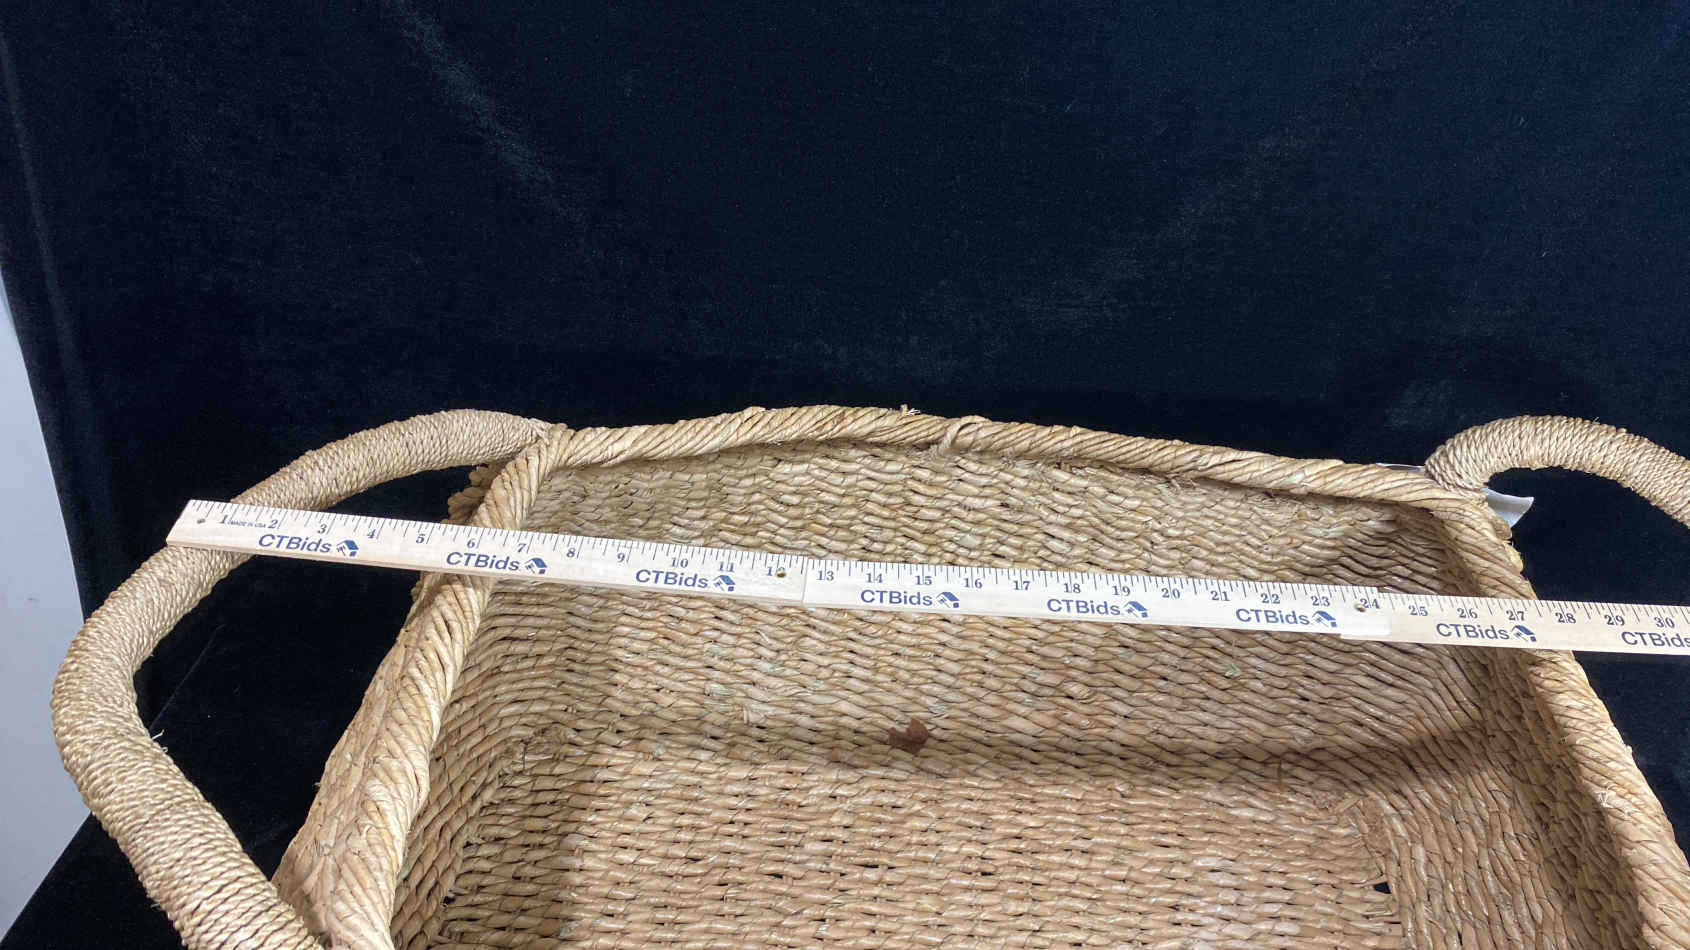 1 MADE IN USA 2 3 4 5 6 7 8 9 10 11 13 14 15 16 17 18 19 20 21 22 23 24 25 26 27 28 29 30
CTBids CTBids CTBids CTBids CTBids CTBids CTBids CTBids